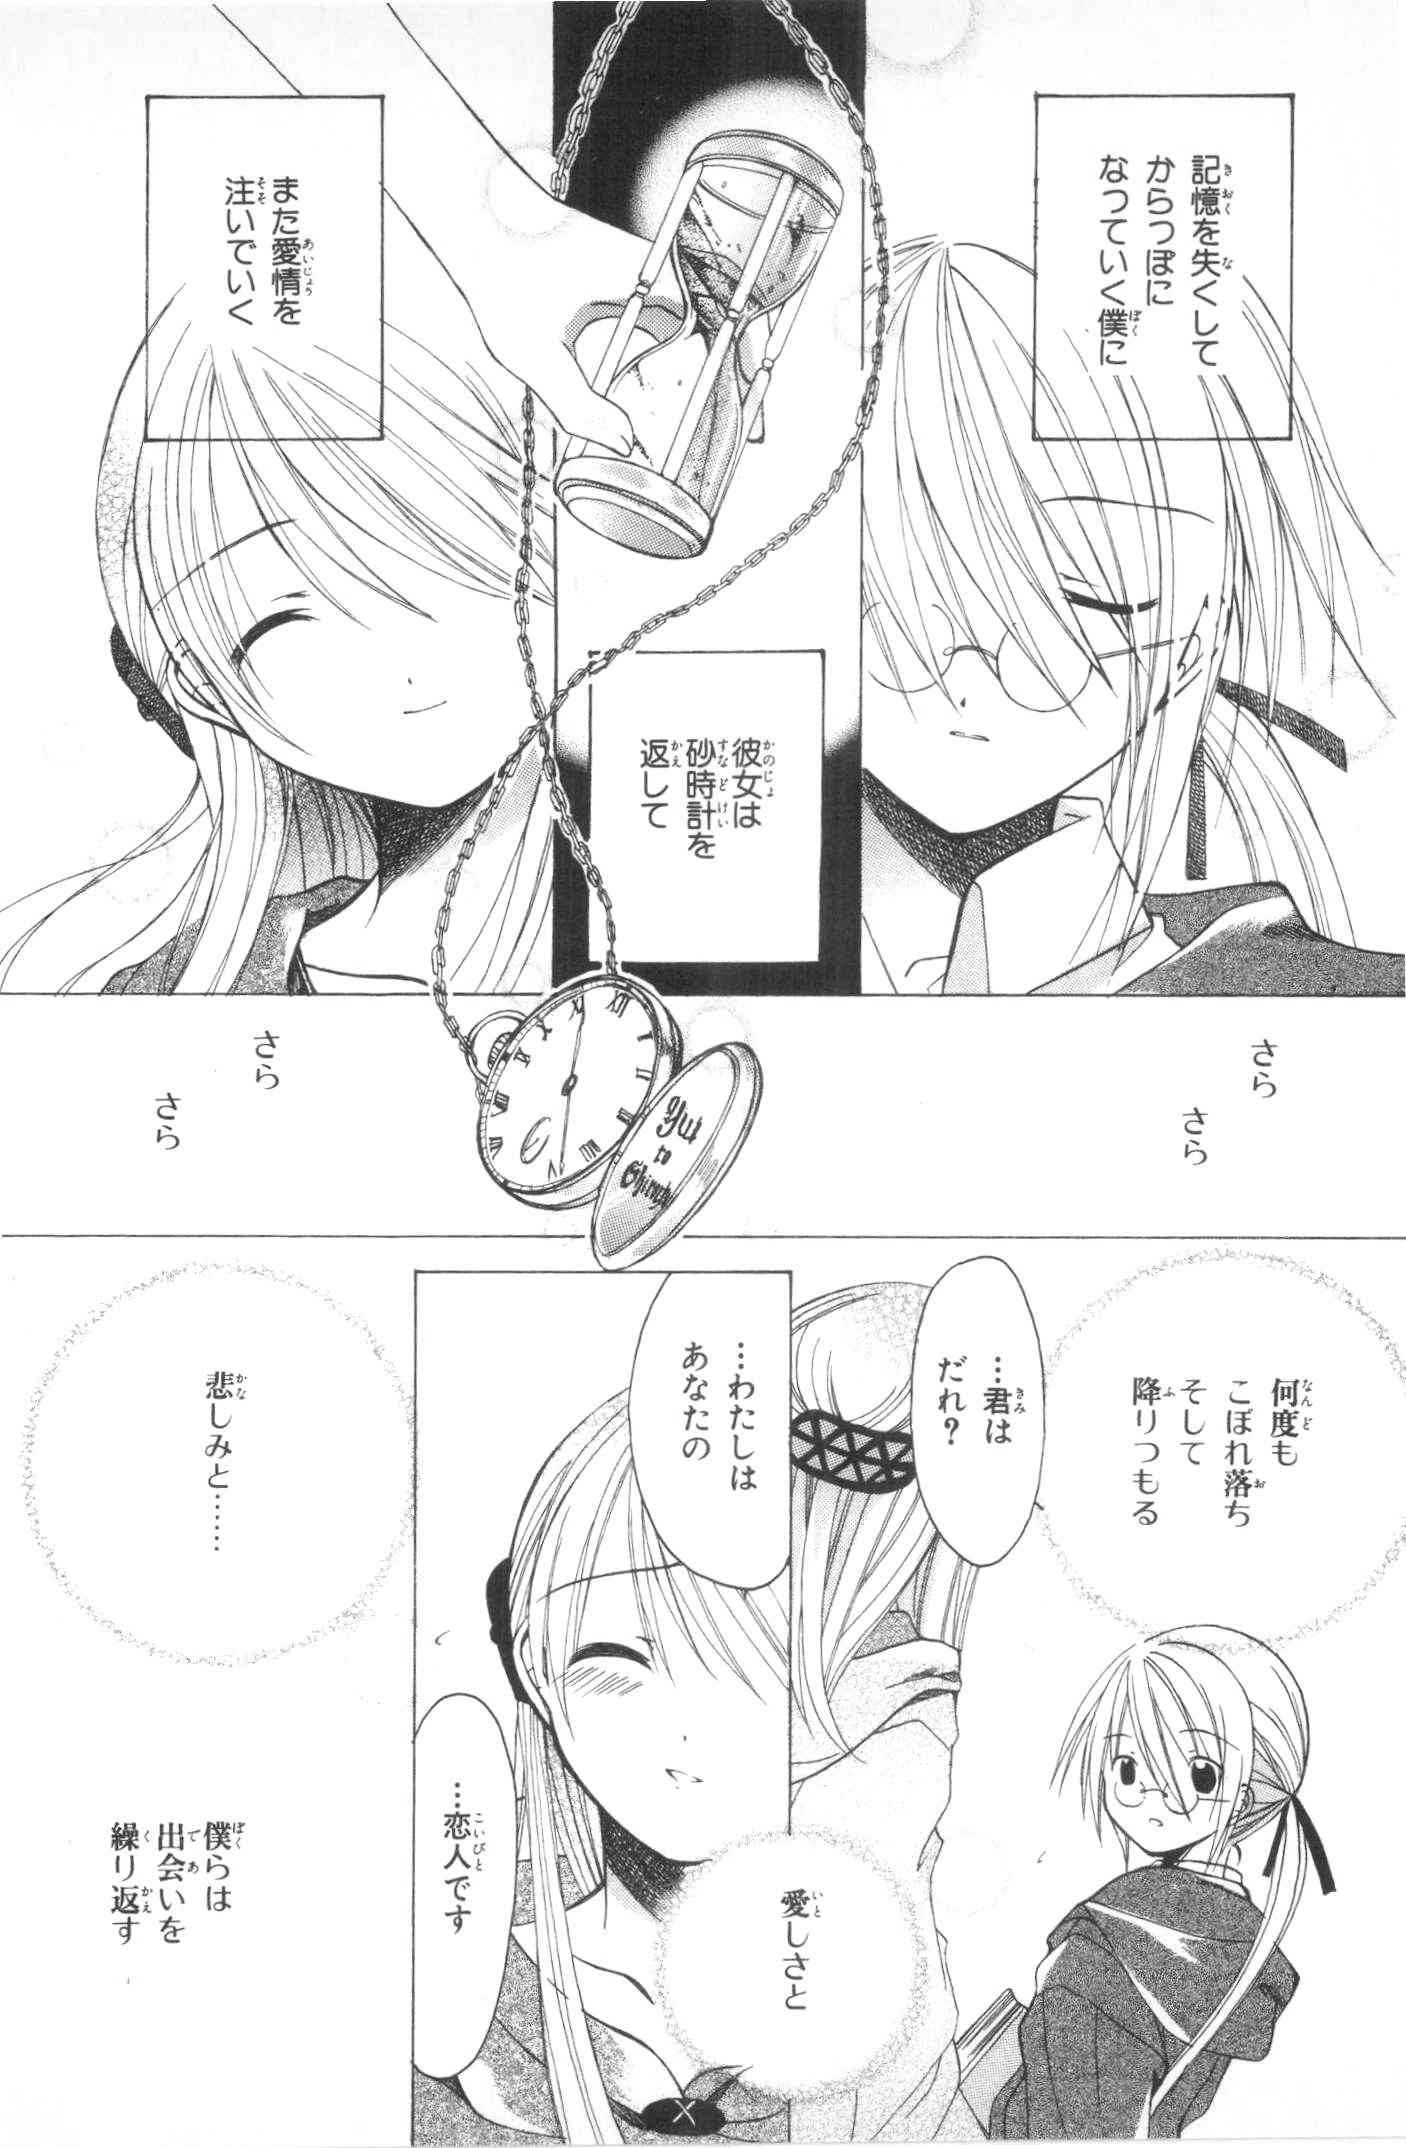 記憶を失くして
からっぽに
なっていく僕に
彼女は
砂時計を
返して
また愛情を
注いでいく
さら
さら
さら
さら
Yui
to
何度も
こぼれ落ち
そして
降りつもる
…君は
だれ?
…わたしは
あなたの
…恋人です
愛しさと
悲しみと……
僕らは
出会いを
繰り返す